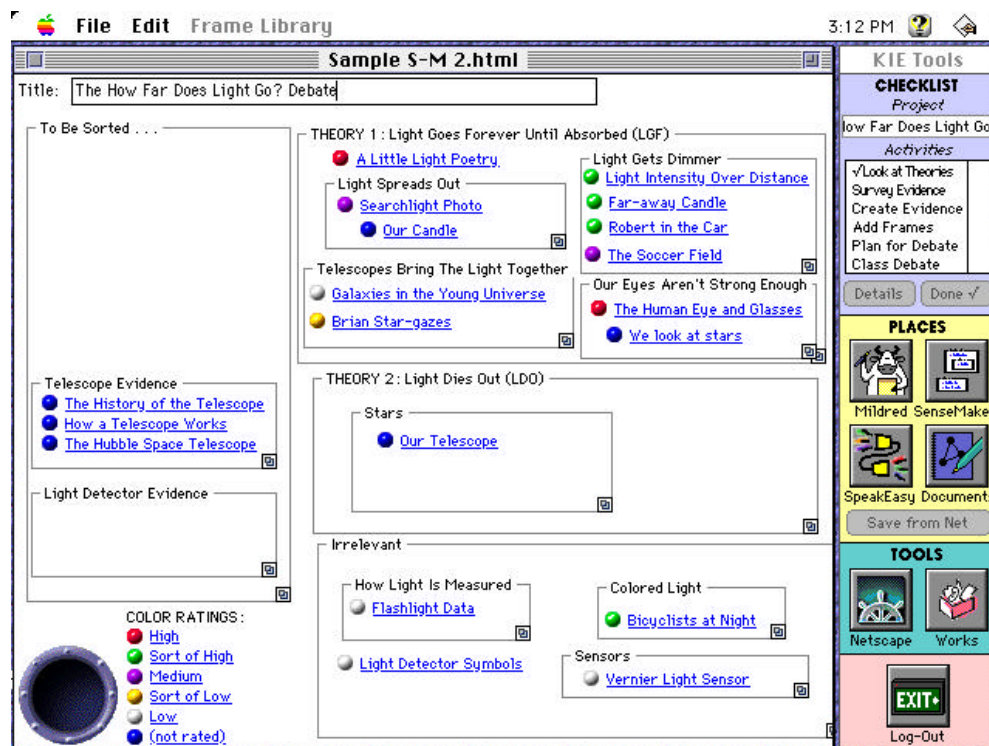 File Edit Frame Library 3:12 PM
Sample S-M 2.html
Title: The How Far Does Light Go? Debate
To Be Sorted . . .
Telescope Evidence
The History of the Telescope
How a Telescope Works
The Hubble Space Telescope
Light Detector Evidence
THEORY 1: Light Goes Forever Until Absorbed (LGF)
A Little Light Poetry
Light Spreads Out
Searchlight Photo
Our Candle
Light Gets Dimmer
Light Intensity Over Distance
Far-away Candle
Robert in the Car
The Soccer Field
Telescopes Bring The Light Together
Galaxies in the Young Universe
Brian Star-gazes
Our Eyes Aren't Strong Enough
The Human Eye and Glasses
We look at stars
THEORY 2: Light Dies Out (LDO)
Stars
Our Telescope
Irrelevant
How Light Is Measured
Flashlight Data
Colored Light
Bicyclists at Night
Light Detector Symbols
Sensors
Vernier Light Sensor
COLOR RATINGS:
High
Sort of High
Medium
Sort of Low
Low
(not rated)
KIE Tools
CHECKLIST
Project
low Far Does Light Go
Activities
√Look at Theories
Survey Evidence
Create Evidence
Add Frames
Plan for Debate
Class Debate
Details Done √
PLACES
Mildred SenseMake
SpeakEasy Document
Save from Net
TOOLS
Netscape Works
EXIT
Log-Out